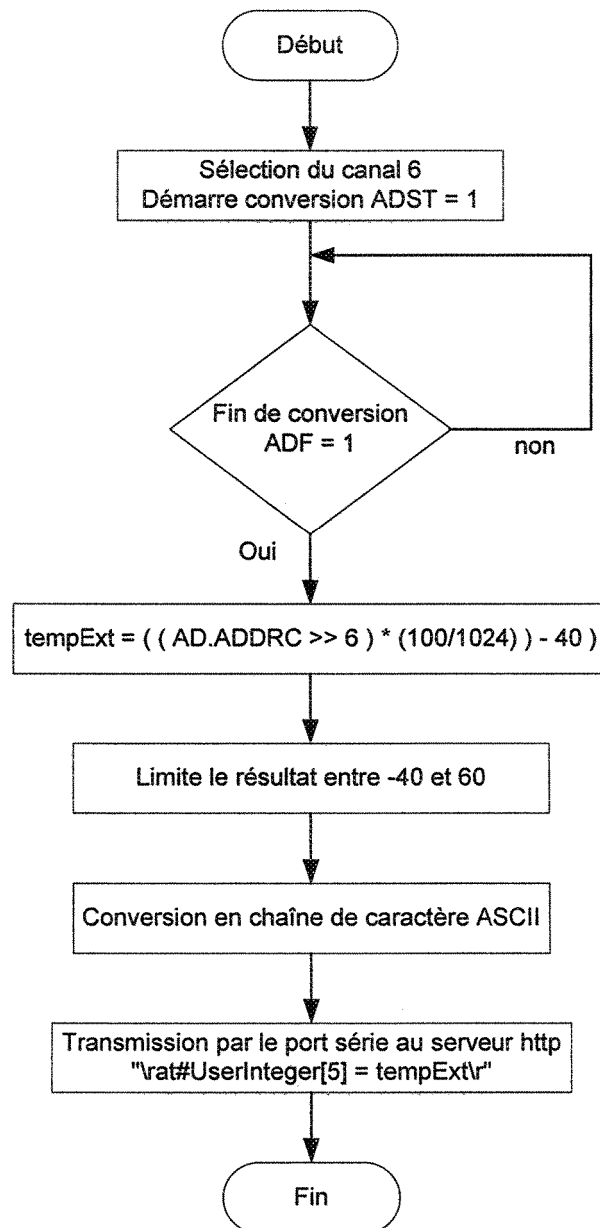 Début
Sélection du canal 6
Démarre conversion ADST = 1
Fin de conversion
ADF = 1
non
Oui
tempExt = ( ( AD.ADDRC >> 6 ) * (100/1024) ) - 40 )
Limite le résultat entre -40 et 60
Conversion en chaîne de caractère ASCII
Transmission par le port série au serveur http
"\rat#UserInteger[5] = tempExt\r"
Fin